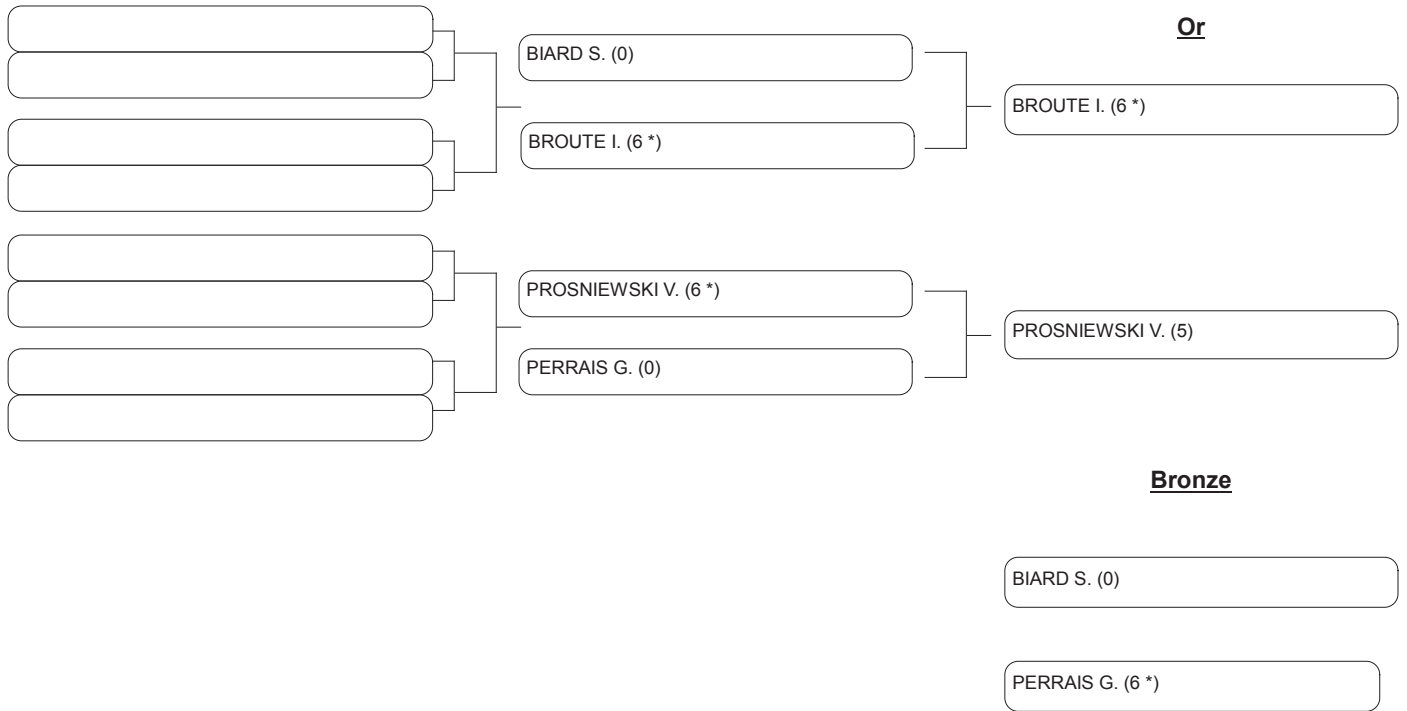 Or
BIARD S. (0)
BROUTE I. (6 *)
BROUTE I. (6 *)
PROSNIEWSKI V. (6 *)
PERRAIS G. (0)
PROSNIEWSKI V. (5)
Bronze
BIARD S. (0)
PERRAIS G. (6 *)